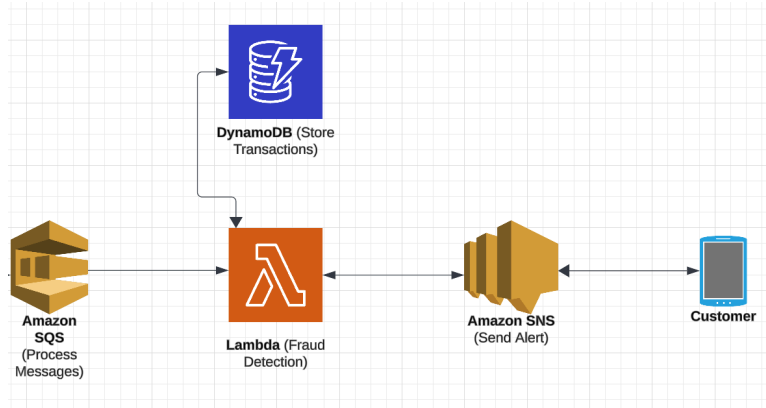 DynamoDB (Store
Transactions)
Amazon
SQS
(Process
Messages)
Lambda (Fraud
Detection)
Amazon SNS
(Send Alert)
Customer